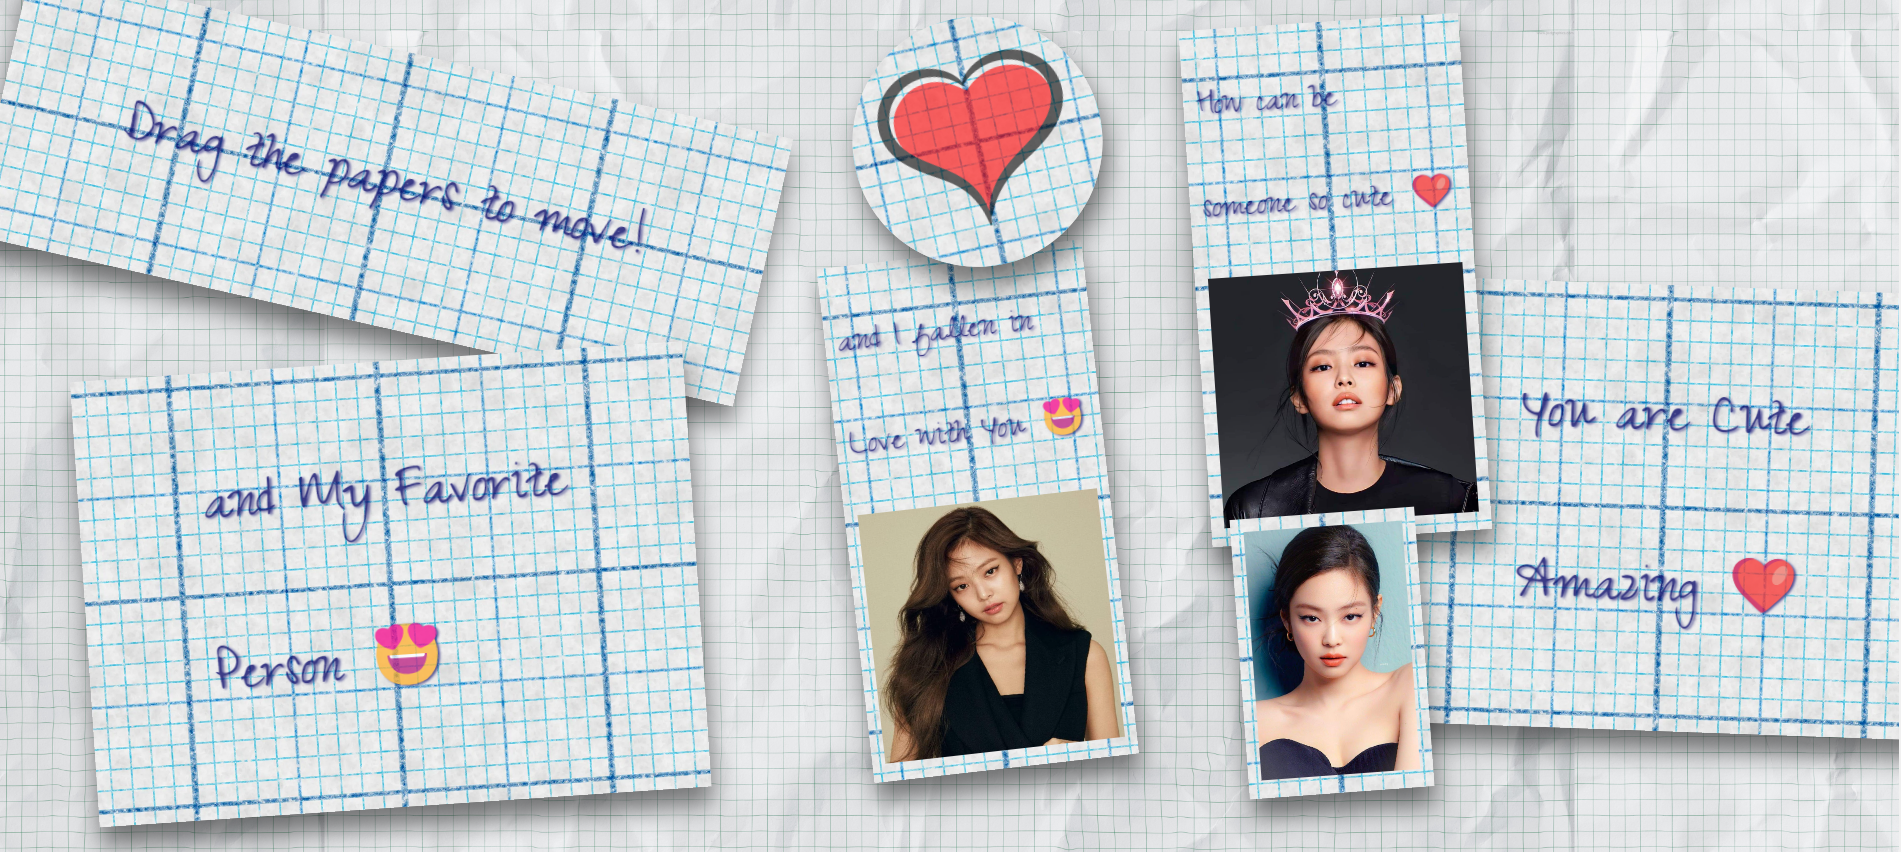 Drag the papers to move!
and My Favorite
Person 😍
and I fallen in
Love with You 😍
How can be
someone so cute ❤️
You are Cute
Amazing ❤️